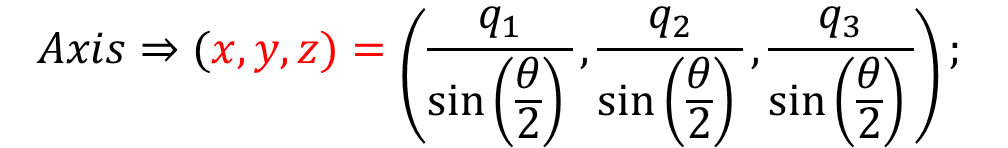 Axis ⇒ (x, y, z) = (q₁/sin(θ/2), q₂/sin(θ/2), q₃/sin(θ/2));